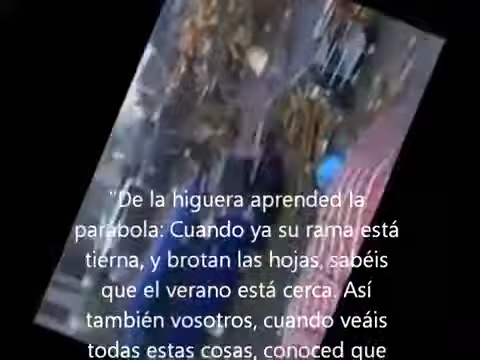 "De la higuera aprended la
parábola: Cuando ya su rama está
tierna, y brotan las hojas, sabéis
que el verano está cerca. Así
también vosotros, cuando veáis
todas estas cosas, conoced que